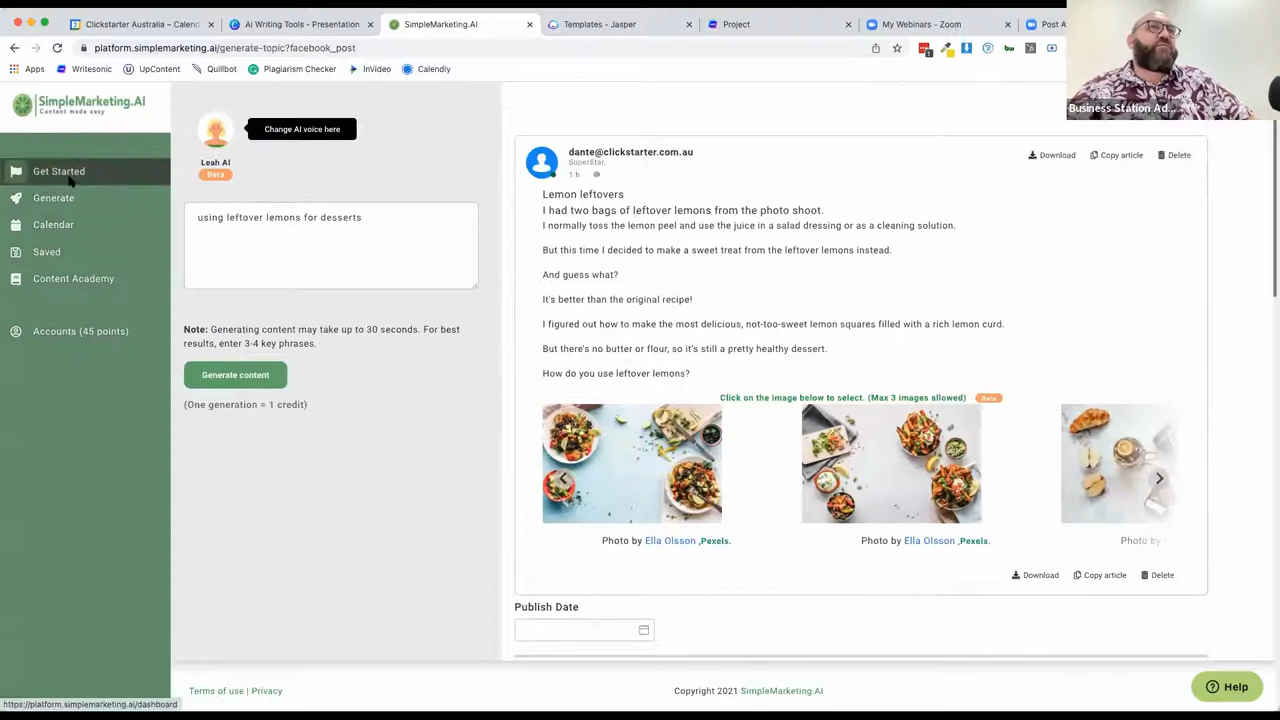 Clickstarter Australia – Calend
Ai Writing Tools - Presentation
SimpleMarketing.AI
Templates - Jasper
Project
My Webinars - Zoom
Post A
platform.simplemarketing.ai/generate-topic?facebook_post
Apps
Writesonic
UpContent
Quillbot
Plagiarism Checker
InVideo
Calendly
Business Station Ad...
SimpleMarketing.AI
Content made easy
Get Started
Generate
Calendar
Saved
Content Academy
Accounts (45 points)
Change AI voice here
Leah AI
Beta
using leftover lemons for desserts
Note: Generating content may take up to 30 seconds. For best
results, enter 3-4 key phrases.
Generate content
(One generation = 1 credit)
dante@clickstarter.com.au
SuperStar,
1 h
Download
Copy article
Delete
Lemon leftovers
I had two bags of leftover lemons from the photo shoot.
I normally toss the lemon peel and use the juice in a salad dressing or as a cleaning solution.
But this time I decided to make a sweet treat from the leftover lemons instead.
And guess what?
It's better than the original recipe!
I figured out how to make the most delicious, not-too-sweet lemon squares filled with a rich lemon curd.
But there's no butter or flour, so it's still a pretty healthy dessert.
How do you use leftover lemons?
Click on the image below to select. (Max 3 images allowed)
Beta
Photo by Ella Olsson ,Pexels.
Photo by Ella Olsson ,Pexels.
Photo by
Download
Copy article
Delete
Publish Date
Terms of use | Privacy
Copyright 2021 SimpleMarketing.AI
Help
https://platform.simplemarketing.ai/dashboard